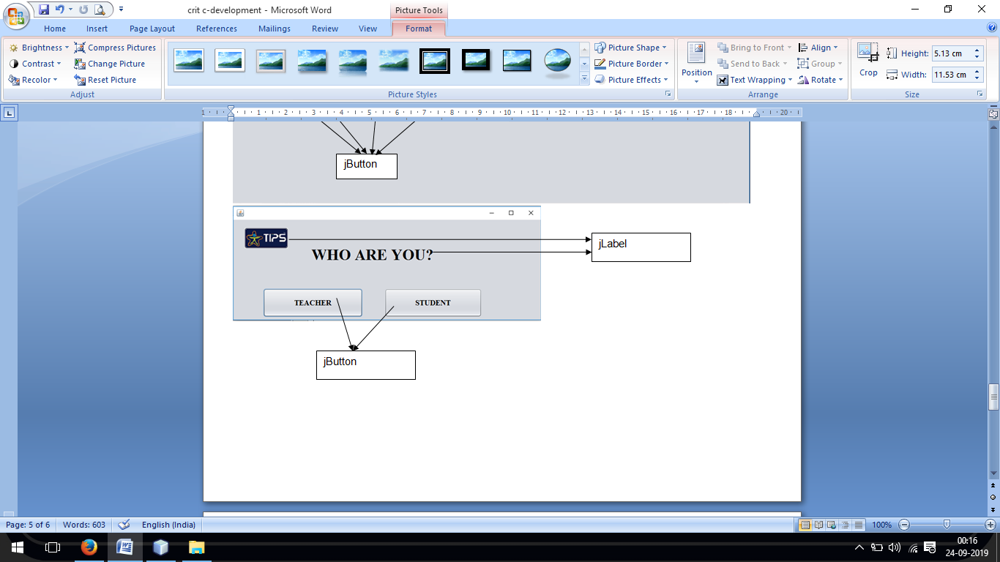 crit c-development - Microsoft Word
Picture Tools
Home Insert Page Layout References Mailings Review View Format
Brightness Compress Pictures Picture Shape Bring to Front Align Height: 5.13 cm
Contrast Change Picture Picture Border Send to Back Group Width: 11.53 cm
Recolor Reset Picture Picture Effects Position Text Wrapping Rotate Crop
Adjust Picture Styles Arrange Size
1 1 2 3 4 5 6 7 8 9 10 11 12 13 14 15 16 17 18 20
jButton
TIPS
WHO ARE YOU?
jLabel
TEACHER STUDENT
jButton
Page: 5 of 6 Words: 603 English (India) 100%
00:16
24-09-2019